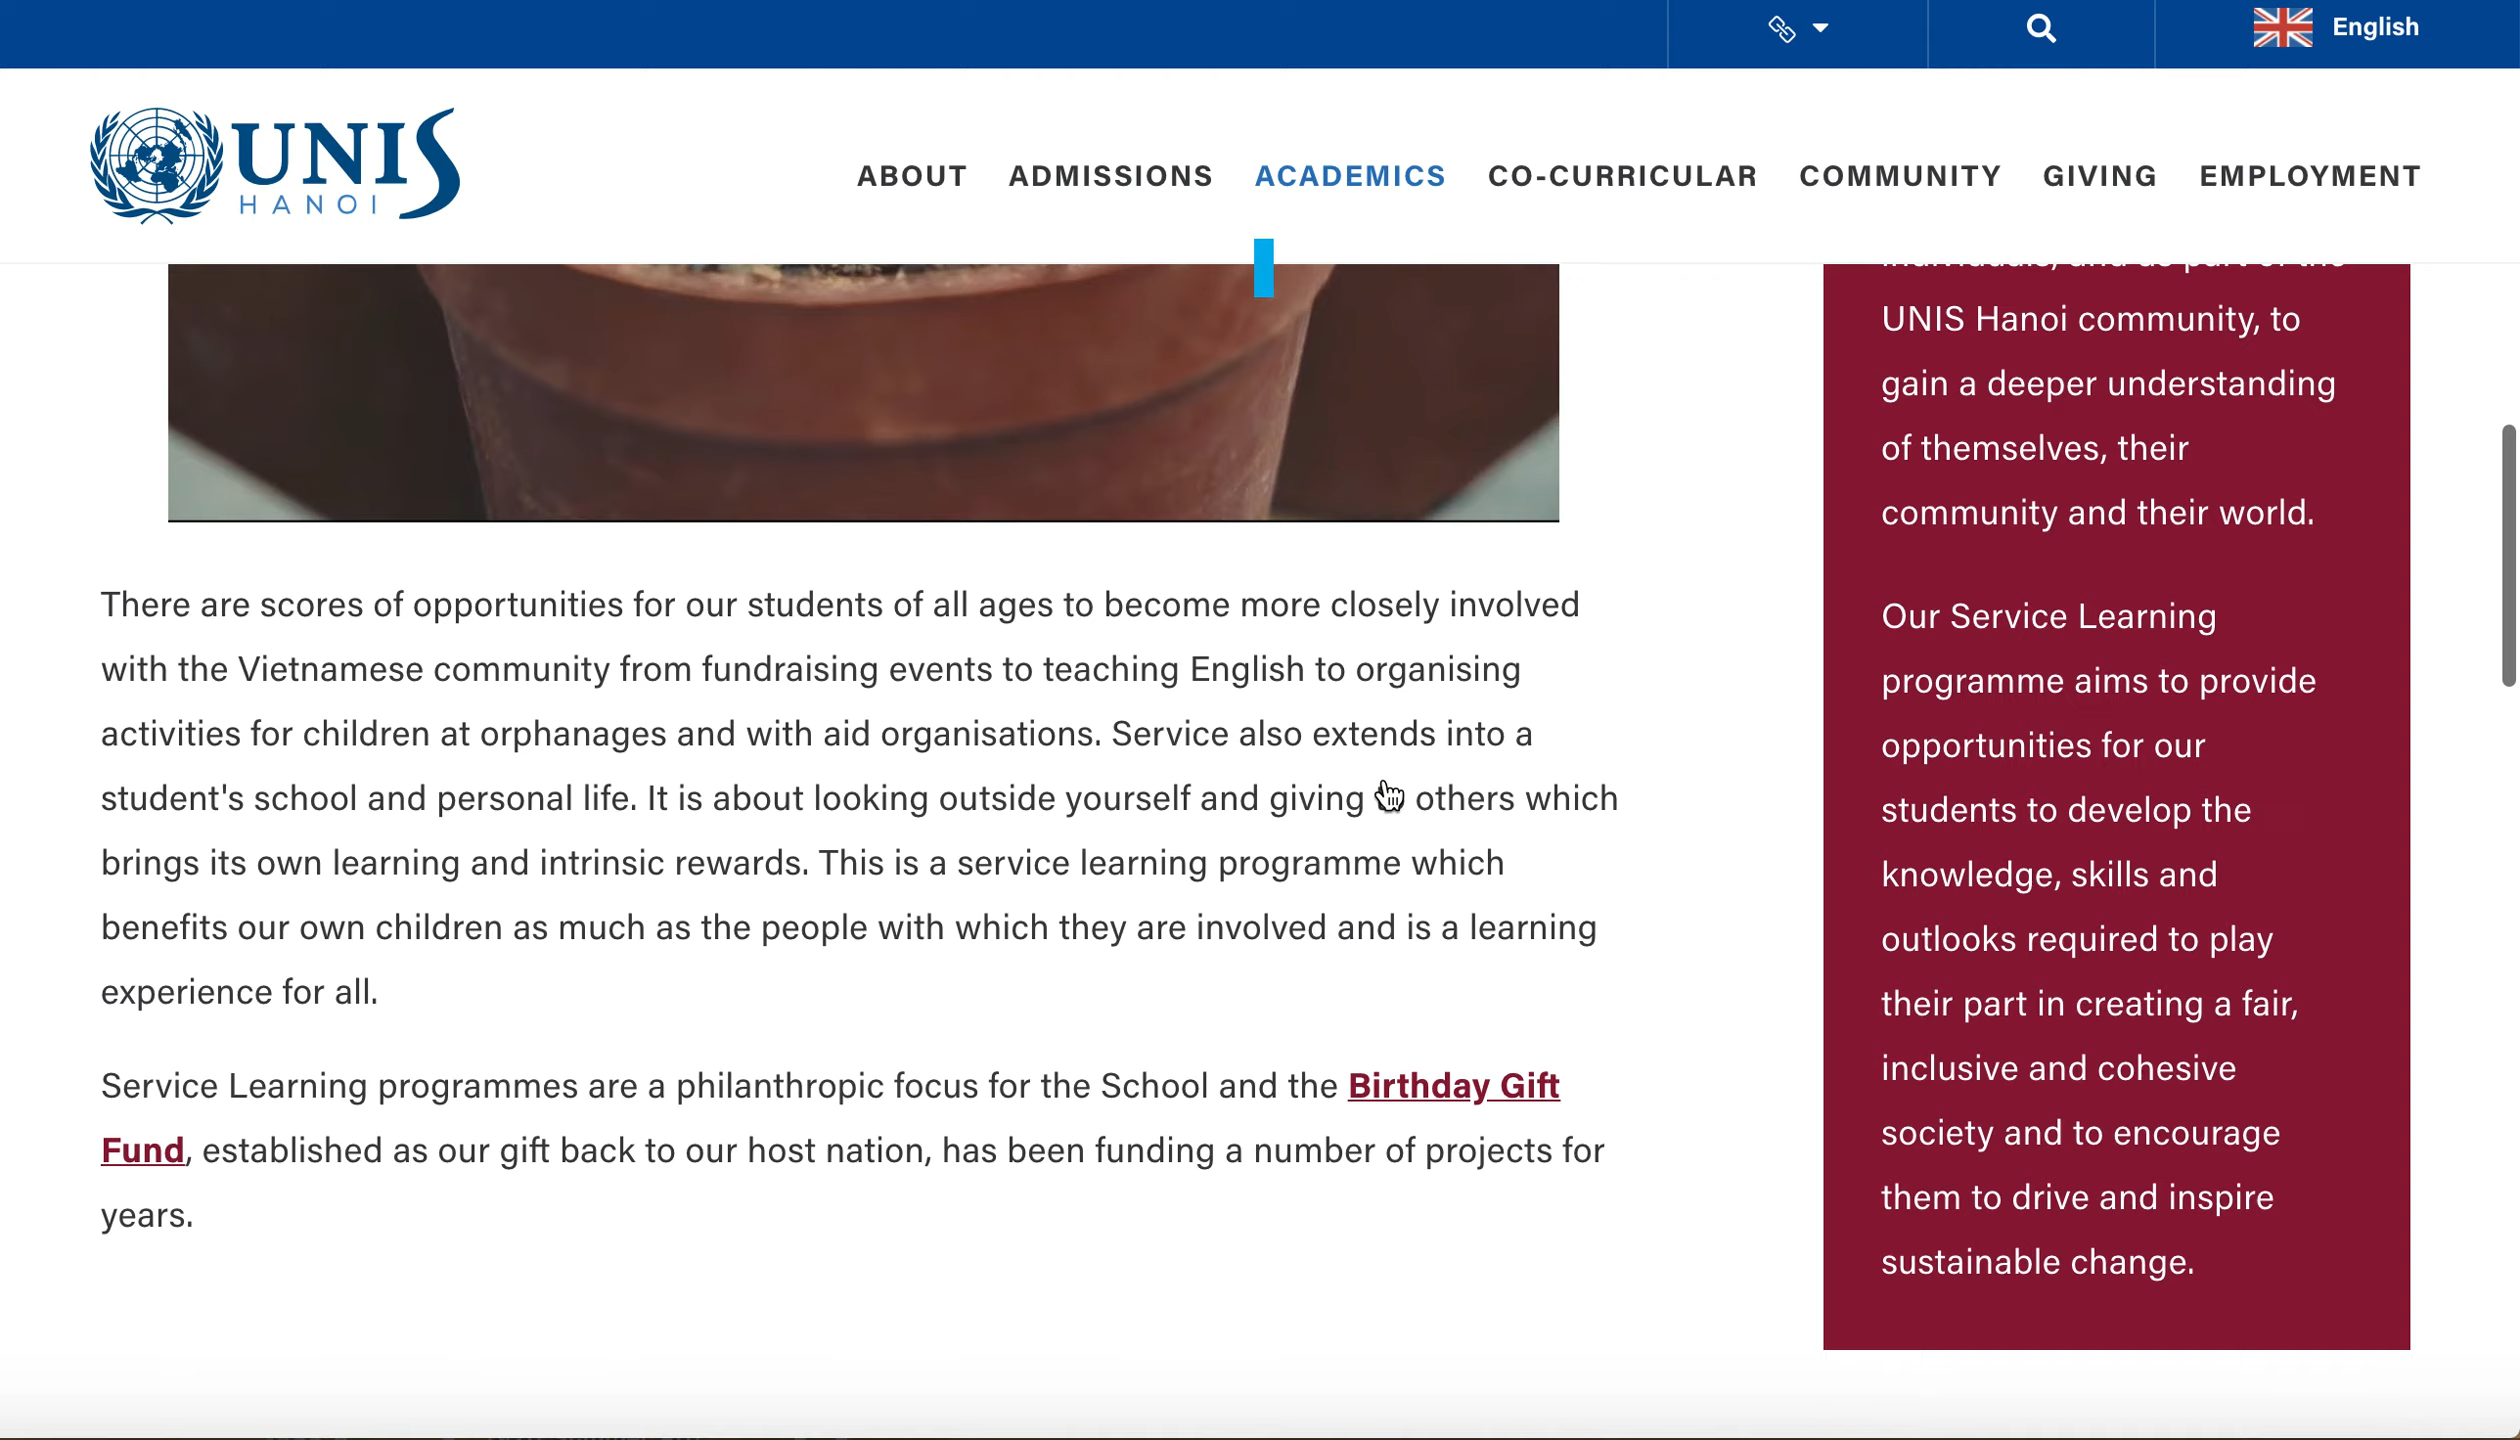 English
UNIS
HANOI
ABOUT ADMISSIONS ACADEMICS CO-CURRICULAR COMMUNITY GIVING EMPLOYMENT
There are scores of opportunities for our students of all ages to become more closely involved
with the Vietnamese community from fundraising events to teaching English to organising
activities for children at orphanages and with aid organisations. Service also extends into a
student's school and personal life. It is about looking outside yourself and giving others which
brings its own learning and intrinsic rewards. This is a service learning programme which
benefits our own children as much as the people with which they are involved and is a learning
experience for all.
Service Learning programmes are a philanthropic focus for the School and the Birthday Gift
Fund, established as our gift back to our host nation, has been funding a number of projects for
years.
UNIS Hanoi community, to
gain a deeper understanding
of themselves, their
community and their world.
Our Service Learning
programme aims to provide
opportunities for our
students to develop the
knowledge, skills and
outlooks required to play
their part in creating a fair,
inclusive and cohesive
society and to encourage
them to drive and inspire
sustainable change.